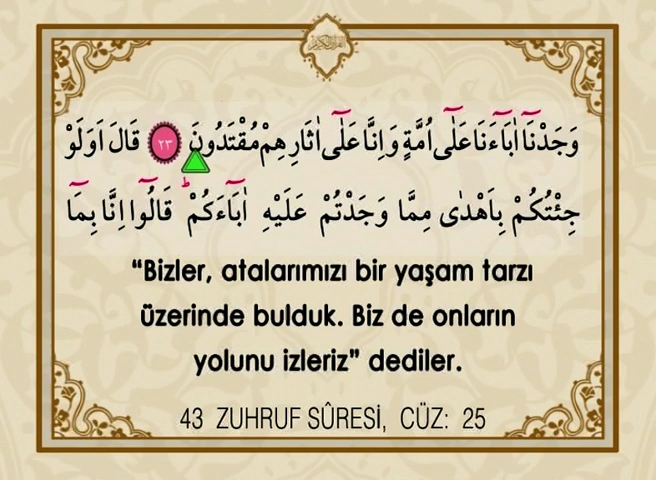 وَجَدْنَٓا اٰبَٓاءَنَا عَلٰٓى اُمَّةٍ وَاِنَّا عَلٰٓى اٰثَارِهِمْ مُقْتَدُونَ ٢٣ قَالَ اَوَلَوْ
جِئْتُكُمْ بِاَهْدٰى مِمَّا وَجَدْتُمْ عَلَيْهِ اٰبَٓاءَكُمْ قَالُٓوا اِنَّا بِمَٓا
“Bizler, atalarımızı bir yaşam tarzı
üzerinde bulduk. Biz de onların
yolunu izleriz” dediler.
43 ZUHRUF SÛRESİ, CÜZ: 25